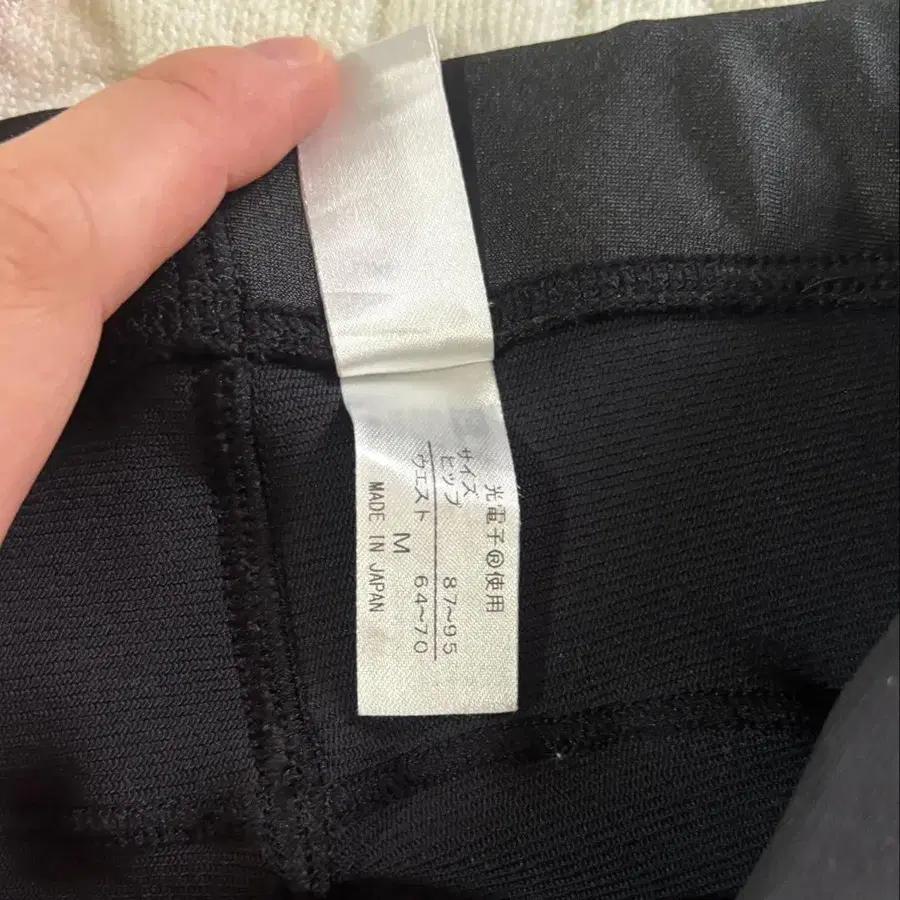 光電子®使用
サイズ
ヒップ 87〜95
ウエスト 64〜70
M
MADE IN JAPAN